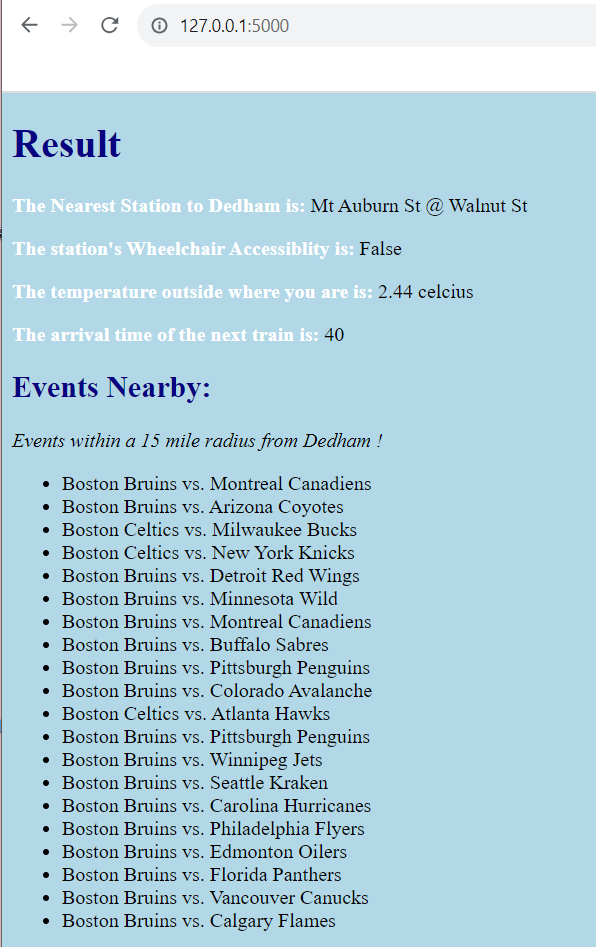 127.0.0.1:5000
Result
The Nearest Station to Dedham is: Mt Auburn St @ Walnut St
The station's Wheelchair Accessiblity is: False
The temperature outside where you are is: 2.44 celcius
The arrival time of the next train is: 40
Events Nearby:
Events within a 15 mile radius from Dedham !
Boston Bruins vs. Montreal Canadiens
Boston Bruins vs. Arizona Coyotes
Boston Celtics vs. Milwaukee Bucks
Boston Celtics vs. New York Knicks
Boston Bruins vs. Detroit Red Wings
Boston Bruins vs. Minnesota Wild
Boston Bruins vs. Montreal Canadiens
Boston Bruins vs. Buffalo Sabres
Boston Bruins vs. Pittsburgh Penguins
Boston Bruins vs. Colorado Avalanche
Boston Celtics vs. Atlanta Hawks
Boston Bruins vs. Pittsburgh Penguins
Boston Bruins vs. Winnipeg Jets
Boston Bruins vs. Seattle Kraken
Boston Bruins vs. Carolina Hurricanes
Boston Bruins vs. Philadelphia Flyers
Boston Bruins vs. Edmonton Oilers
Boston Bruins vs. Florida Panthers
Boston Bruins vs. Vancouver Canucks
Boston Bruins vs. Calgary Flames